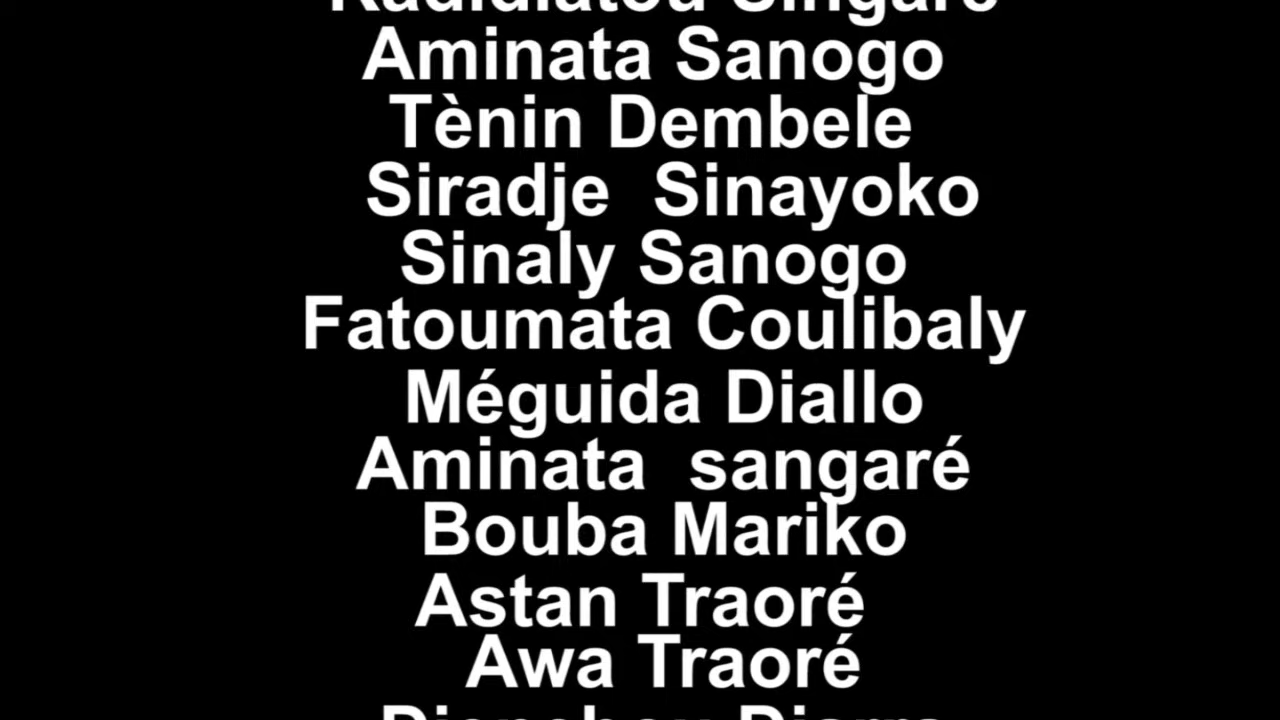 Aminata Sanogo
Tènin Dembele
Siradje  Sinayoko
Sinaly Sanogo
Fatoumata Coulibaly
Méguida Diallo
Aminata  sangaré
Bouba Mariko
Astan Traoré
Awa Traoré